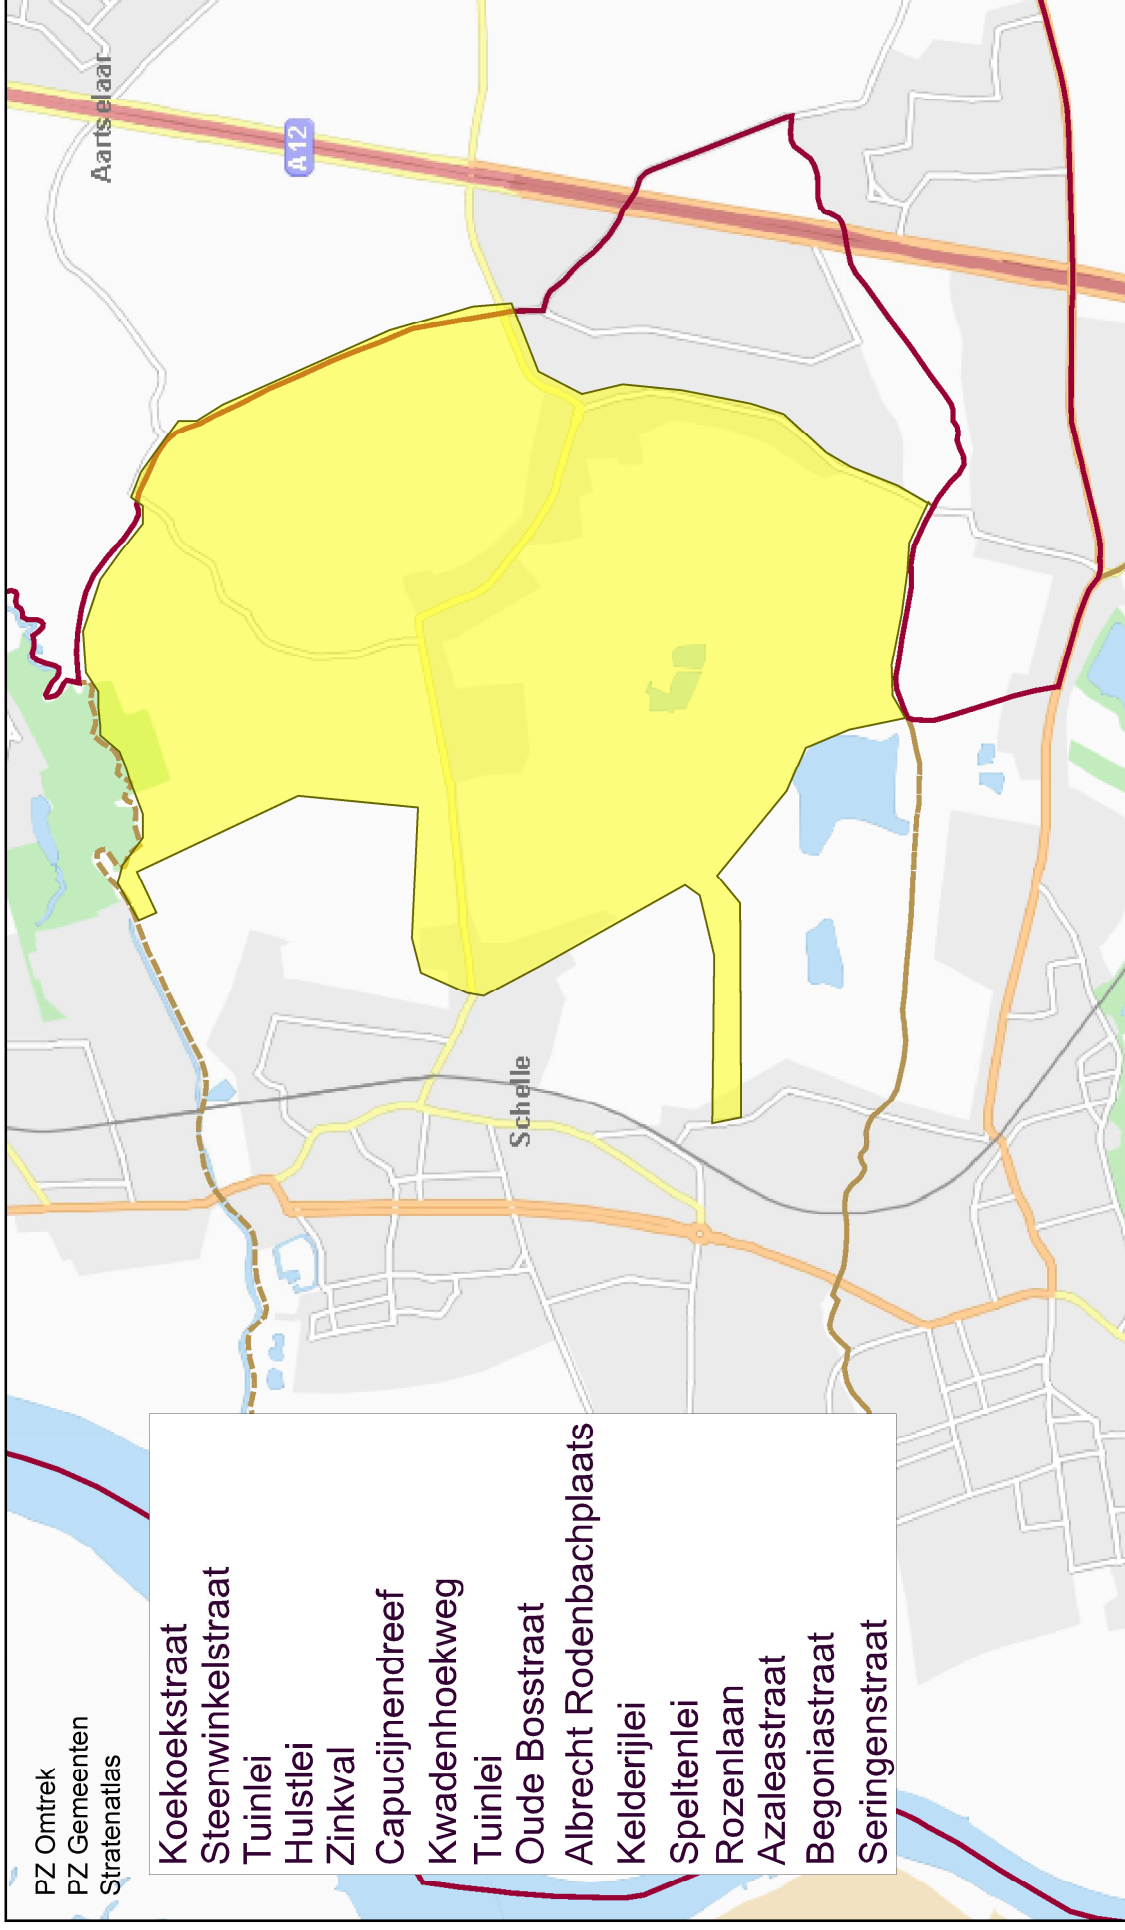 PZ Omtrek
PZ Gemeenten
Stratenatlas
Koekoekstraat
Steenwinkelstraat
Tuinlei
Hulstlei
Zinkval
Capucijnendreef
Kwadenhoekweg
Tuinlei
Oude Bosstraat
Albrecht Rodenbachplaats
Kelderijlei
Speltenlei
Rozenlaan
Azaleastraat
Begoniastraat
Seringenstraat
Schelle
Aartselaar
A12